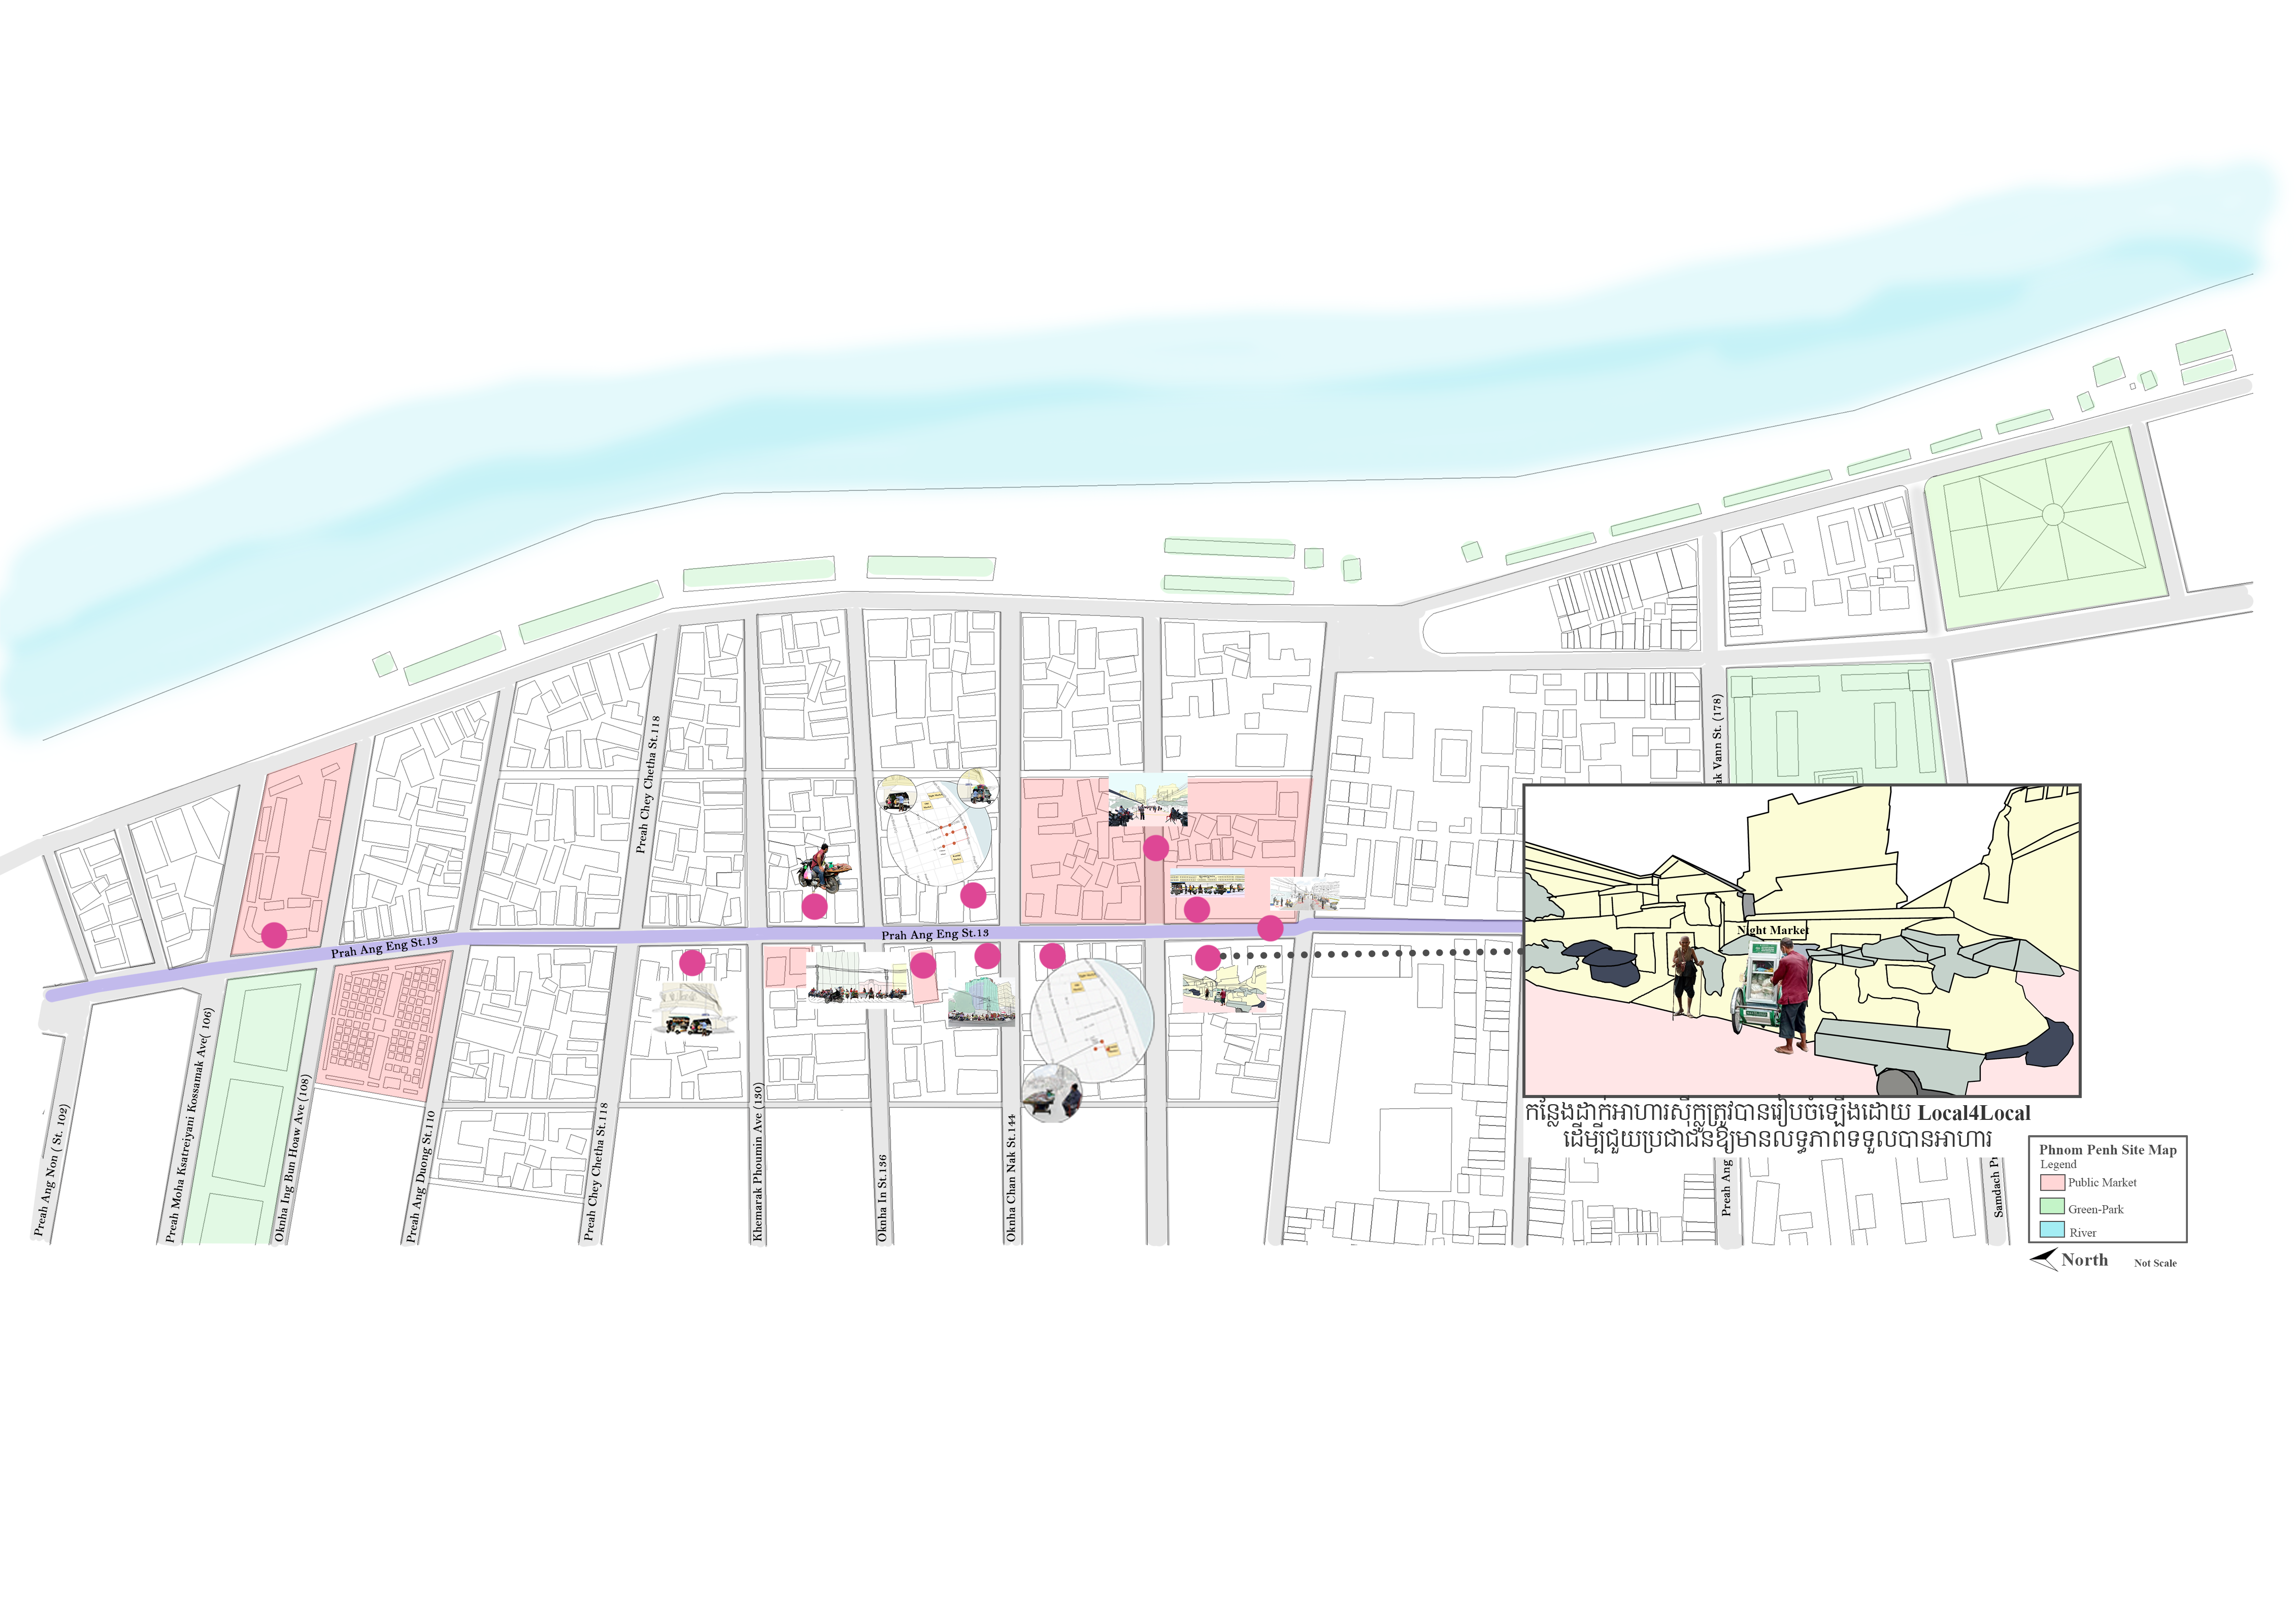 Preah Chey Chetha St.118
ak Vann St. (178)
Prah Ang Eng St.13
Prah Ang Eng St.13
Night Market
Preah Ang Non ( St. 102)
Preah Moha Ksatreiyani Kossamak Ave( 106)
Oknha Ing Bun Hoaw Ave (108)
Preah Ang Duong St.110
Preah Chey Chetha St.118
Khemarak Phoumin Ave (130)
Oknha In St.136
Oknha Chan Nak St.144
Preah Ang
Samdach P
កន្លែងដាក់អាហារស៊ីក្លូត្រូវបានរៀបចំឡើងដោយ Local4Local
ដើម្បីជួយប្រជាជនឱ្យមានលទ្ធភាពទទួលបានអាហារ
Phnom Penh Site Map
Legend
Public Market
Green-Park
River
North
Not Scale